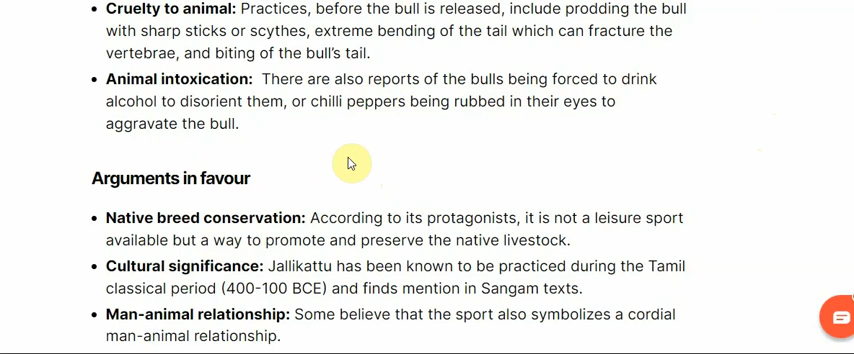 • Cruelty to animal: Practices, before the bull is released, include prodding the bull
with sharp sticks or scythes, extreme bending of the tail which can fracture the
vertebrae, and biting of the bull’s tail.
• Animal intoxication: There are also reports of the bulls being forced to drink
alcohol to disorient them, or chilli peppers being rubbed in their eyes to
aggravate the bull.
Arguments in favour
• Native breed conservation: According to its protagonists, it is not a leisure sport
available but a way to promote and preserve the native livestock.
• Cultural significance: Jallikattu has been known to be practiced during the Tamil
classical period (400-100 BCE) and finds mention in Sangam texts.
• Man-animal relationship: Some believe that the sport also symbolizes a cordial
man-animal relationship.